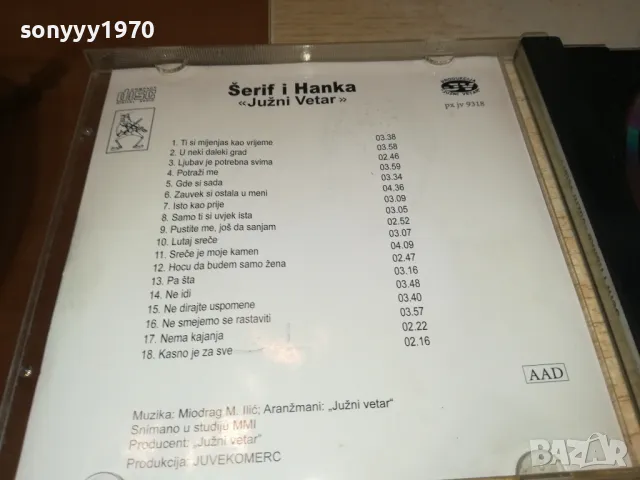 sonyyy1970
Šerif i Hanka
«Južni Vetar»
px jv 9318
1. Ti si mijenjas kao vrijeme 03.38
2. U neki daleki grad 03.58
3. Ljubav je potrebna svima 02.46
4. Potraži me 03.59
5. Gde si sada 03.34
6. Zauvek si ostala u meni 04.36
7. Isto kao prije 03.09
8. Samo ti si uvjek ista 03.05
9. Pustite me, još da sanjam 02.52
10. Lutaj sreče 03.07
11. Sreče je moje kamen 04.09
12. Hocu da budem samo žena 02.47
13. Pa šta 03.16
14. Ne idi 03.48
15. Ne dirajte uspomene 03.40
16. Ne smejemo se rastaviti 03.57
17. Nema kajanja 02.22
18. Kasno je za sve 02.16
AAD
Muzika: Miodrag M. Ilić; Aranžmani: „Južni vetar"
Snimano u studiju MMI
Producent: „Južni vetar"
Produkcija: JUVEKOMERC
BAZAR